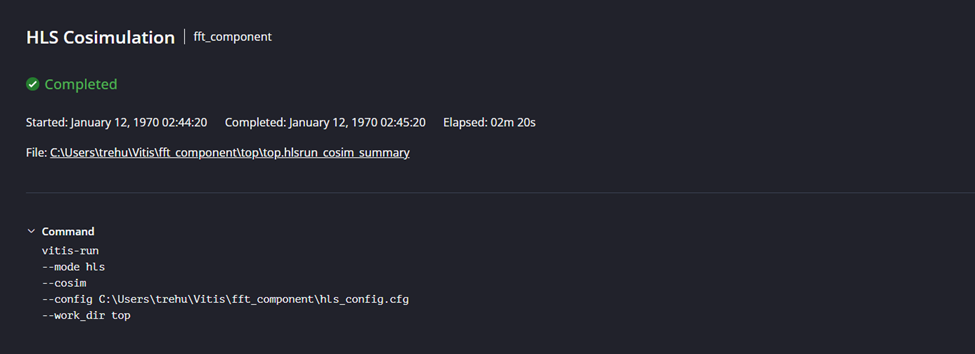 HLS Cosimulation | fft_component
Completed
Started: January 12, 1970 02:44:20 Completed: January 12, 1970 02:45:20 Elapsed: 02m 20s
File: C:\Users\trehu\Vitis\fft_component\top\top.hlsrun_cosim_summary
Command
vitis-run
--mode hls
--cosim
--config C:\Users\trehu\Vitis\fft_component\hls_config.cfg
--work_dir top